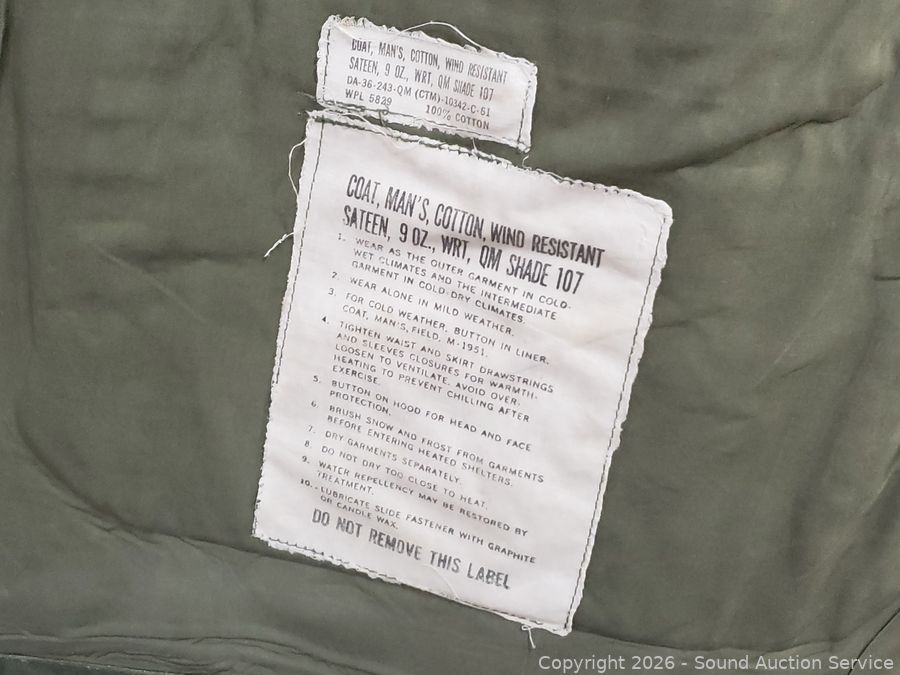 COAT, MAN'S, COTTON, WIND RESISTANT
SATEEN, 9 OZ., WRT, QM SHADE 107
DA-36-243-QM (CTM)-10342-C-51
WPL 5829 100% COTTON
COAT, MAN'S, COTTON, WIND RESISTANT
SATEEN, 9 OZ., WRT, QM SHADE 107
1. WEAR AS THE OUTER GARMENT IN COLD-
WET CLIMATES AND THE INTERMEDIATE
GARMENT IN COLD-DRY CLIMATES.
2. WEAR ALONE IN MILD WEATHER.
3. FOR COLD WEATHER, BUTTON IN LINER,
COAT, MAN'S, FIELD, M-1951.
4. TIGHTEN WAIST AND SKIRT DRAWSTRINGS
AND SLEEVES CLOSURES FOR WARMTH.
LOOSEN TO VENTILATE. AVOID OVER-
HEATING TO PREVENT CHILLING AFTER
EXERCISE.
5. BUTTON ON HOOD FOR HEAD AND FACE
PROTECTION.
6. BRUSH SNOW AND FROST FROM GARMENTS
BEFORE ENTERING HEATED SHELTERS.
7. DRY GARMENTS SEPARATELY.
8. DO NOT DRY TOO CLOSE TO HEAT.
9. WATER REPELLENCY MAY BE RESTORED BY
TREATMENT.
10. LUBRICATE SLIDE FASTENER WITH GRAPHITE
OR CANDLE WAX.
DO NOT REMOVE THIS LABEL
Copyright © 2026 - Sound Auction Service